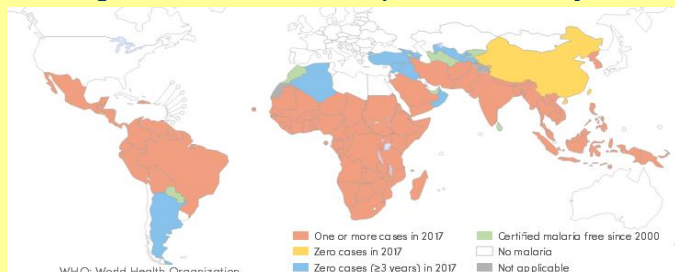 One or more cases in 2017
Zero cases in 2017
Zero cases (≥3 years) in 2017
Certified malaria free since 2000
No malaria
Not applicable
WHO: World Health Organization